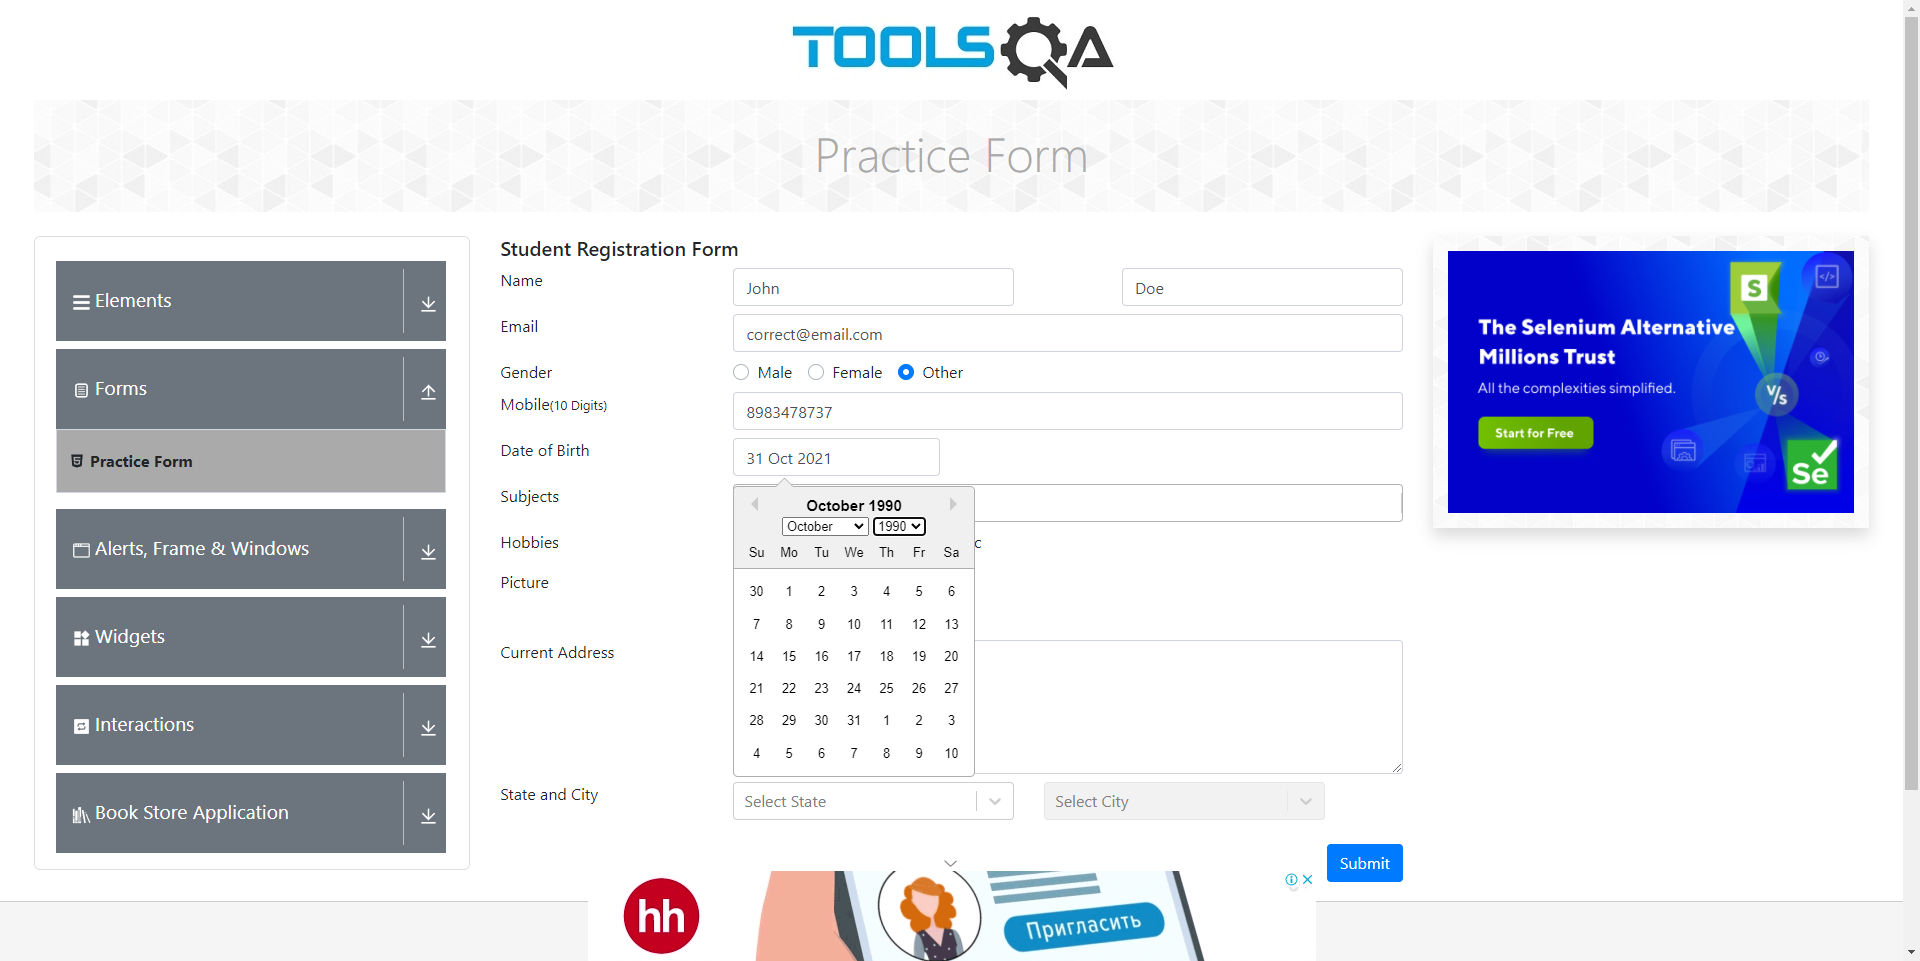 TOOLSQA
Practice Form
Elements
Forms
Practice Form
Alerts, Frame & Windows
Widgets
Interactions
Book Store Application
Student Registration Form
Name
John
Doe
Email
correct@email.com
Gender
Male
Female
Other
Mobile(10 Digits)
8983478737
Date of Birth
31 Oct 2021
Subjects
October 1990
October
1990
Su Mo Tu We Th Fr Sa
30 1 2 3 4 5 6
7 8 9 10 11 12 13
14 15 16 17 18 19 20
21 22 23 24 25 26 27
28 29 30 31 1 2 3
4 5 6 7 8 9 10
Hobbies
c
Picture
Current Address
State and City
Select State
Select City
Submit
The Selenium Alternative
Millions Trust
All the complexities simplified.
Start for Free
S
</>
V/s
Se
hh
Пригласить